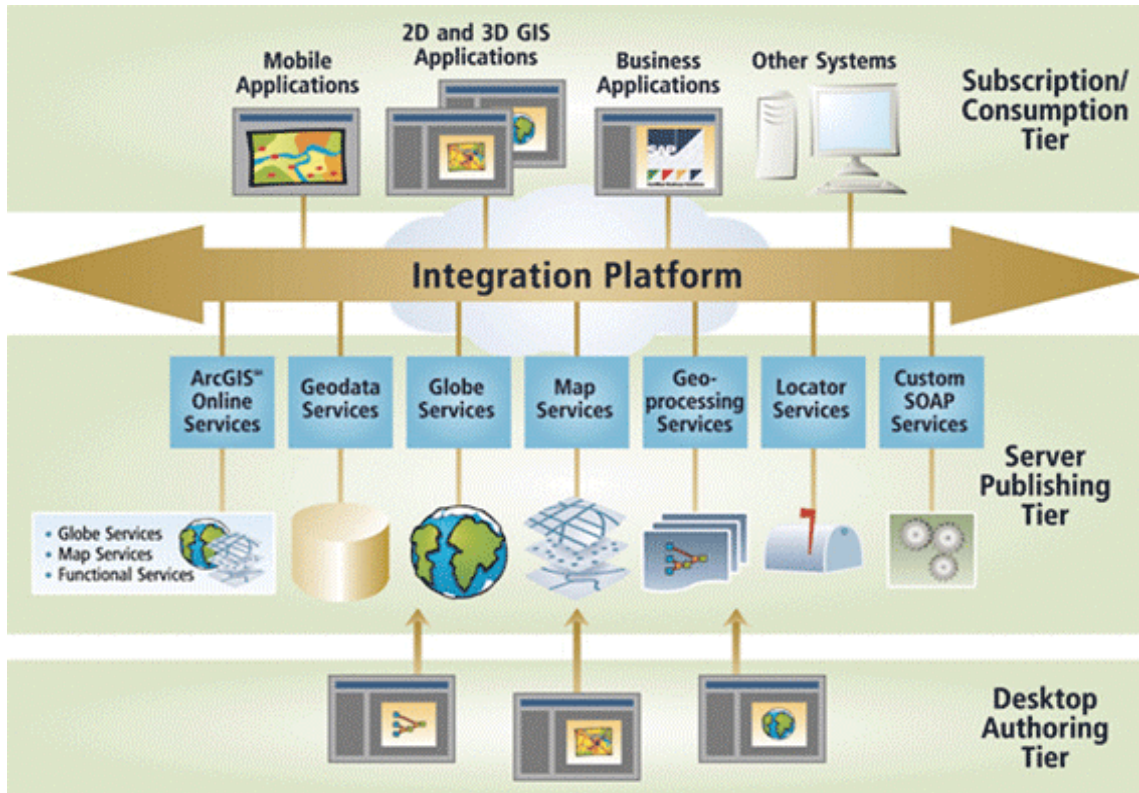 Mobile
Applications
2D and 3D GIS
Applications
Business
Applications
Other Systems
Subscription/
Consumption
Tier
SAP
Integration Platform
ArcGIS℠
Online
Services
Geodata
Services
Globe
Services
Map
Services
Geo-
processing
Services
Locator
Services
Custom
SOAP
Services
Server
Publishing
Tier
• Globe Services
• Map Services
• Functional Services
Desktop
Authoring
Tier